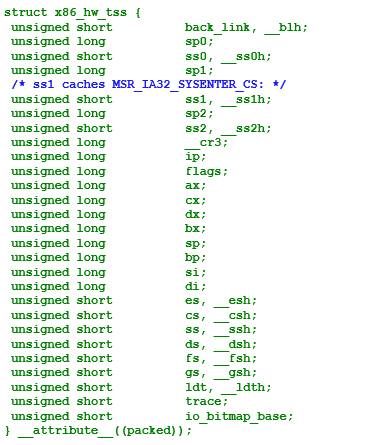 struct x86_hw_tss {
unsigned short back_link, __blh;
unsigned long sp0;
unsigned short ss0, __ss0h;
unsigned long sp1;
/* ss1 caches MSR_IA32_SYSENTER_CS: */
unsigned short ss1, __ss1h;
unsigned long sp2;
unsigned short ss2, __ss2h;
unsigned long __cr3;
unsigned long ip;
unsigned long flags;
unsigned long ax;
unsigned long cx;
unsigned long dx;
unsigned long bx;
unsigned long sp;
unsigned long bp;
unsigned long si;
unsigned long di;
unsigned short es, __esh;
unsigned short cs, __csh;
unsigned short ss, __ssh;
unsigned short ds, __dsh;
unsigned short fs, __fsh;
unsigned short gs, __gsh;
unsigned short ldt, __ldth;
unsigned short trace;
unsigned short io_bitmap_base;
} __attribute__((packed));